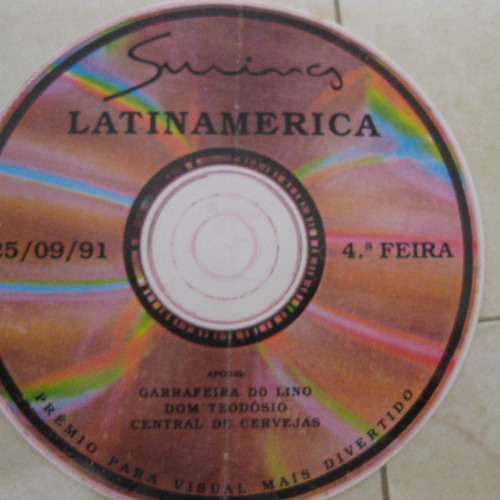 Swing
LATINAMERICA
25/09/91
4.ª FEIRA
APOIOS:
GARRAFEIRA DO LINO
DOM TEODÓSIO
CENTRAL DE CERVEJAS
PRÉMIO PARA VISUAL MAIS DIVERTIDO